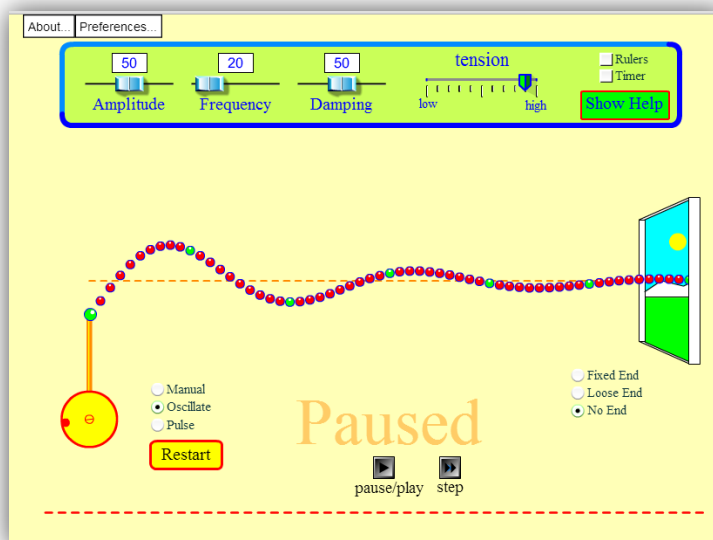 About... Preferences...
50 20 50
Amplitude Frequency Damping
tension
low high
Rulers
Timer
Show Help
Manual
Oscillate
Pulse
Restart
Fixed End
Loose End
No End
Paused
pause/play step